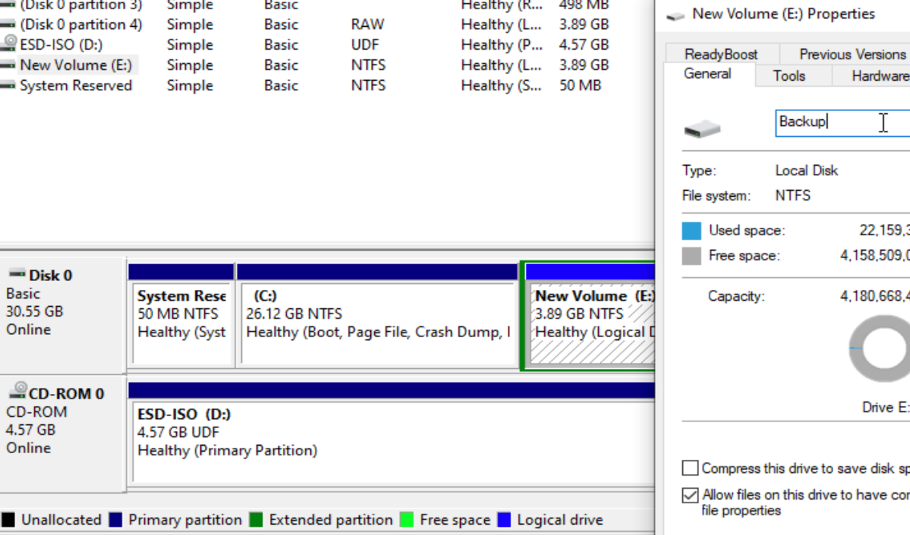 (Disk 0 partition 3) Simple Basic Healthy (R... 498 MB
(Disk 0 partition 4) Simple Basic RAW Healthy (L... 3.89 GB
ESD-ISO (D:) Simple Basic UDF Healthy (P... 4.57 GB
New Volume (E:) Simple Basic NTFS Healthy (L... 3.89 GB
System Reserved Simple Basic NTFS Healthy (S... 50 MB
Disk 0
Basic
30.55 GB
Online
System Rese
50 MB NTFS
Healthy (Syst
(C:)
26.12 GB NTFS
Healthy (Boot, Page File, Crash Dump, I
New Volume (E:)
3.89 GB NTFS
Healthy (Logical D
CD-ROM 0
CD-ROM
4.57 GB
Online
ESD-ISO (D:)
4.57 GB UDF
Healthy (Primary Partition)
Unallocated Primary partition Extended partition Free space Logical drive
New Volume (E:) Properties
ReadyBoost Previous Versions
General Tools Hardware
Backup
Type: Local Disk
File system: NTFS
Used space: 22,159,3
Free space: 4,158,509,0
Capacity: 4,180,668,4
Drive E:
Compress this drive to save disk sp
Allow files on this drive to have con
file properties